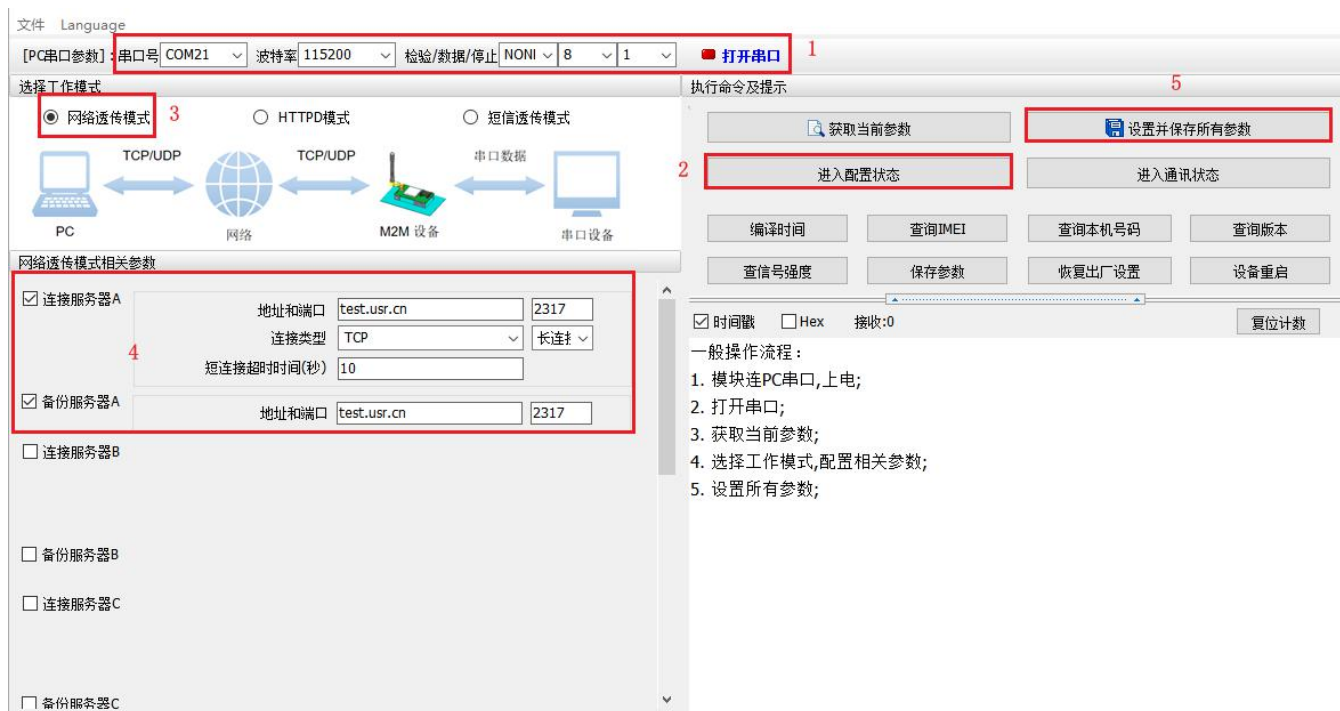 文件 Language
[PC串口参数]:串口号 COM21 波特率 115200 检验/数据/停止 NONI 8 1 打开串口 1
选择工作模式
3
网络透传模式 HTTPD模式 短信透传模式
TCP/UDP TCP/UDP 串口数据
PC 网络 M2M 设备 串口设备
网络透传模式相关参数
连接服务器A
地址和端口 test.usr.cn 2317
连接类型 TCP 长连接
4
短连接超时时间(秒) 10
备份服务器A
地址和端口 test.usr.cn 2317
连接服务器B
备份服务器B
连接服务器C
备份服务器C
执行命令及提示
5
获取当前参数 设置并保存所有参数
2 进入配置状态 进入通讯状态
编译时间 查询IMEI 查询本机号码 查询版本
查信号强度 保存参数 恢复出厂设置 设备重启
时间戳 Hex 接收:0 复位计数
一般操作流程:
1. 模块连PC串口,上电;
2. 打开串口;
3. 获取当前参数;
4. 选择工作模式,配置相关参数;
5. 设置所有参数;